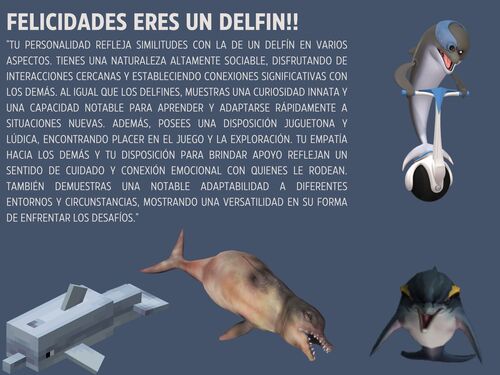 FELICIDADES ERES UN DELFIN!!
"TU PERSONALIDAD REFLEJA SIMILITUDES CON LA DE UN DELFÍN EN VARIOS
ASPECTOS. TIENES UNA NATURALEZA ALTAMENTE SOCIABLE, DISFRUTANDO DE
INTERACCIONES CERCANAS Y ESTABLECIENDO CONEXIONES SIGNIFICATIVAS CON
LOS DEMÁS. AL IGUAL QUE LOS DELFINES, MUESTRAS UNA CURIOSIDAD INNATA Y
UNA CAPACIDAD NOTABLE PARA APRENDER Y ADAPTARSE RÁPIDAMENTE A
SITUACIONES NUEVAS. ADEMÁS, POSEES UNA DISPOSICIÓN JUGUETONA Y
LÚDICA, ENCONTRANDO PLACER EN EL JUEGO Y LA EXPLORACIÓN. TU EMPATÍA
HACIA LOS DEMÁS Y TU DISPOSICIÓN PARA BRINDAR APOYO REFLEJAN UN
SENTIDO DE CUIDADO Y CONEXIÓN EMOCIONAL CON QUIENES LE RODEAN.
TAMBIÉN DEMUESTRAS UNA NOTABLE ADAPTABILIDAD A DIFERENTES
ENTORNOS Y CIRCUNSTANCIAS, MOSTRANDO UNA VERSATILIDAD EN SU FORMA
DE ENFRENTAR LOS DESAFÍOS."